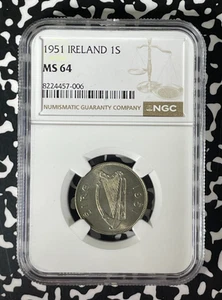 1951 IRELAND 1S
MS 64
8224457-006
NUMISMATIC GUARANTY COMPANY
NGC